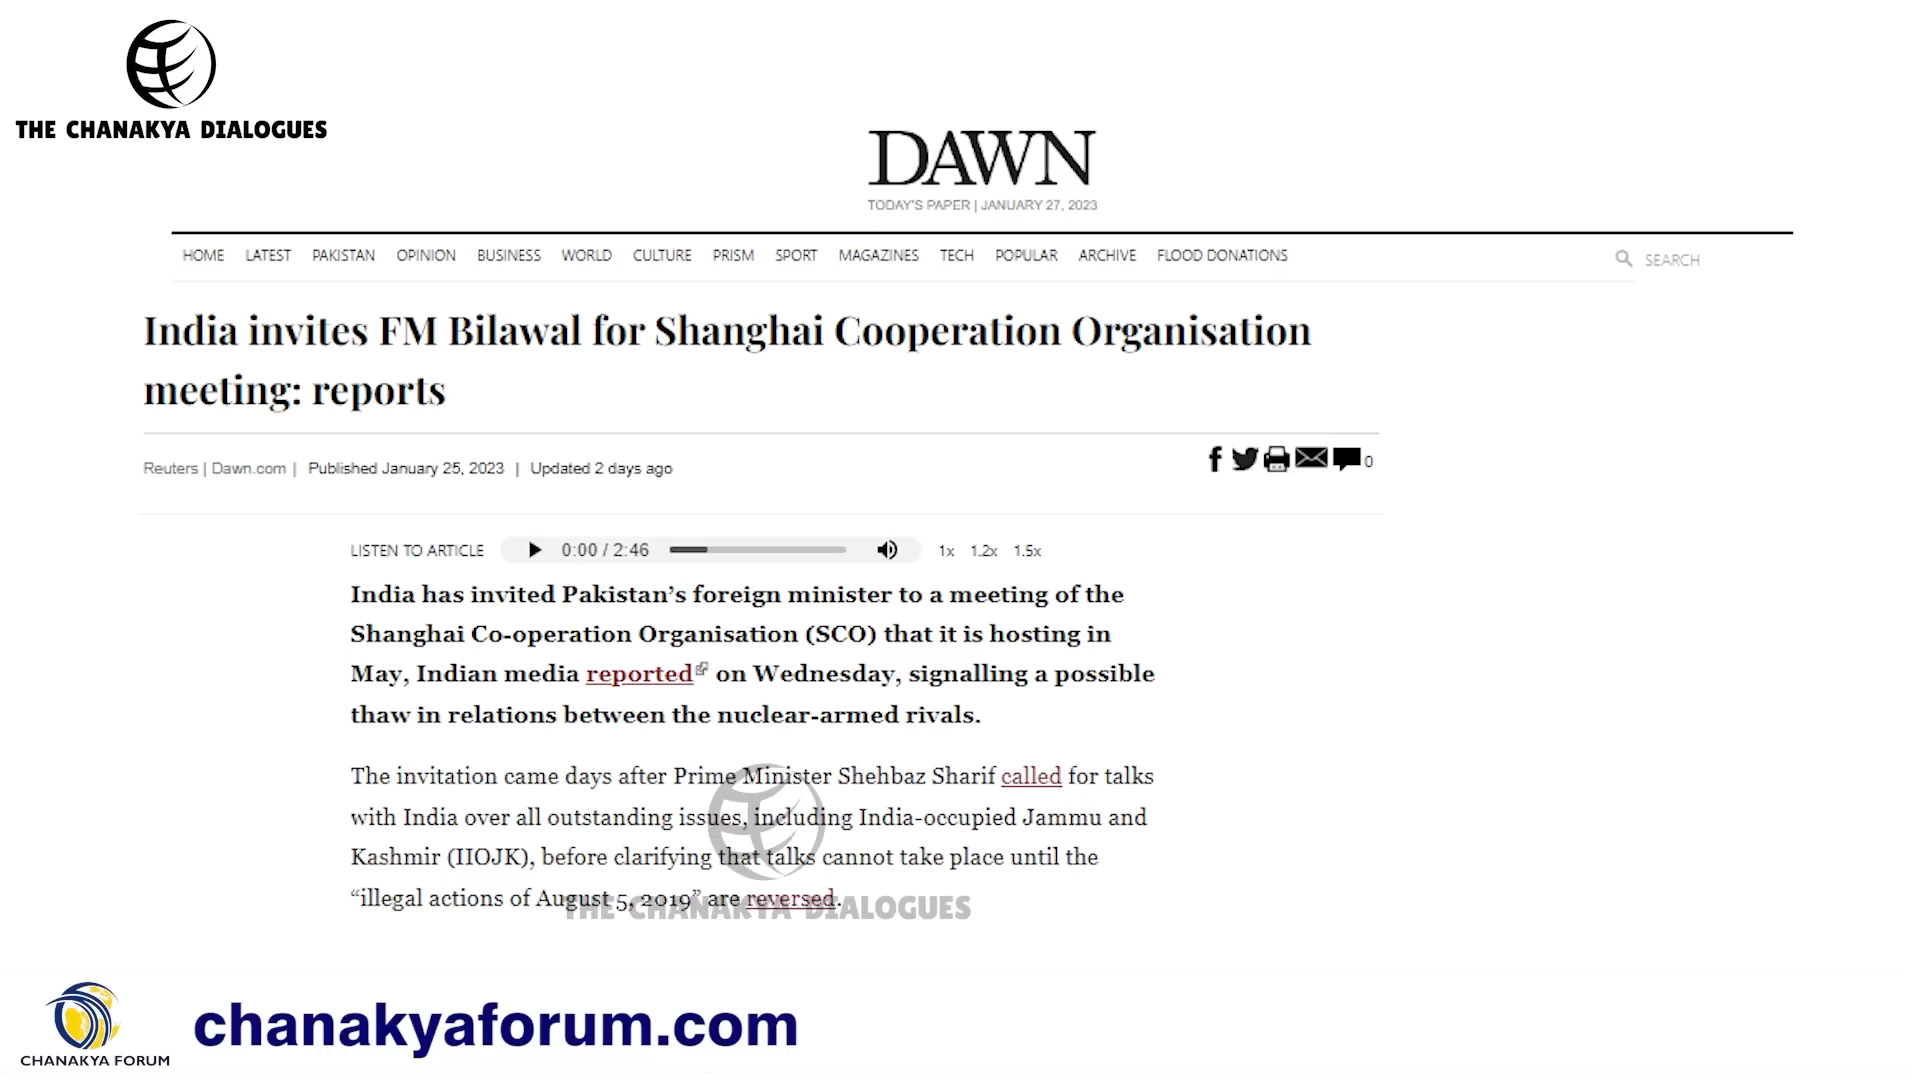 THE CHANAKYA DIALOGUES
DAWN
TODAY'S PAPER | JANUARY 27, 2023
HOME LATEST PAKISTAN OPINION BUSINESS WORLD CULTURE PRISM SPORT MAGAZINES TECH POPULAR ARCHIVE FLOOD DONATIONS SEARCH
India invites FM Bilawal for Shanghai Cooperation Organisation
meeting: reports
Reuters | Dawn.com | Published January 25, 2023 | Updated 2 days ago
0
LISTEN TO ARTICLE 0:00 / 2:46 1x 1.2x 1.5x
India has invited Pakistan’s foreign minister to a meeting of the
Shanghai Co-operation Organisation (SCO) that it is hosting in
May, Indian media reported on Wednesday, signalling a possible
thaw in relations between the nuclear-armed rivals.
The invitation came days after Prime Minister Shehbaz Sharif called for talks
with India over all outstanding issues, including India-occupied Jammu and
Kashmir (IIOJK), before clarifying that talks cannot take place until the
“illegal actions of August 5, 2019” are reversed.
THE CHANAKYA DIALOGUES
CHANAKYA FORUM
chanakyaforum.com